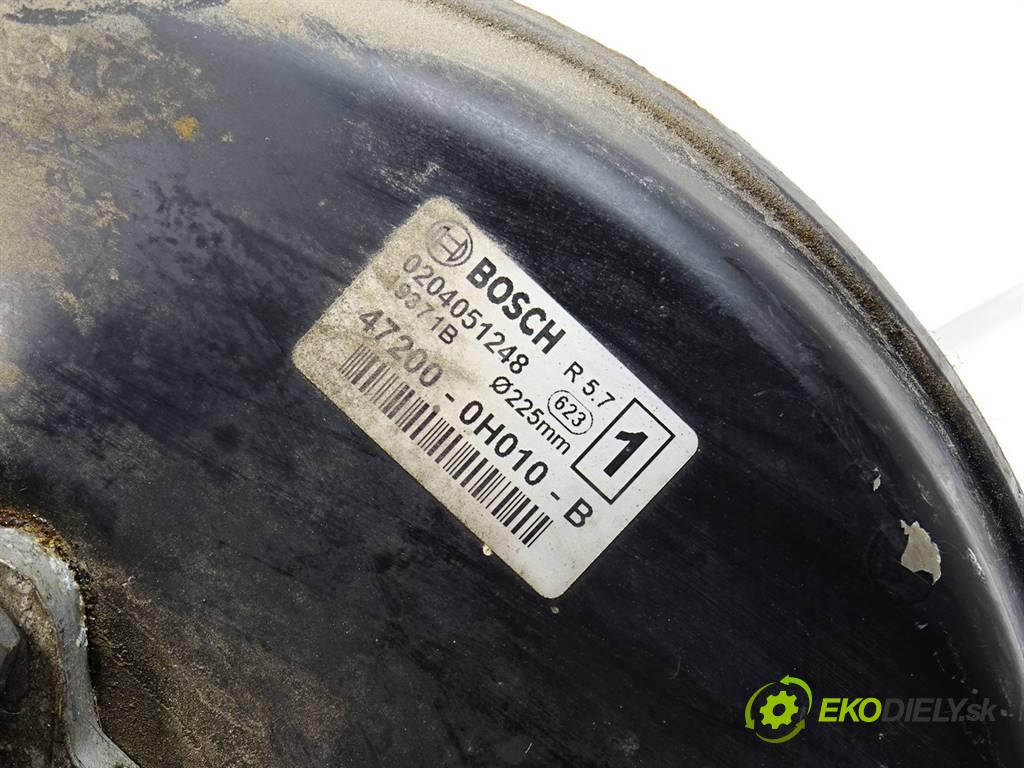 BOSCH R 5.7
0204051248 623 1
9371B Ø225mm
47200-0H010-B
EKODIELY.sk